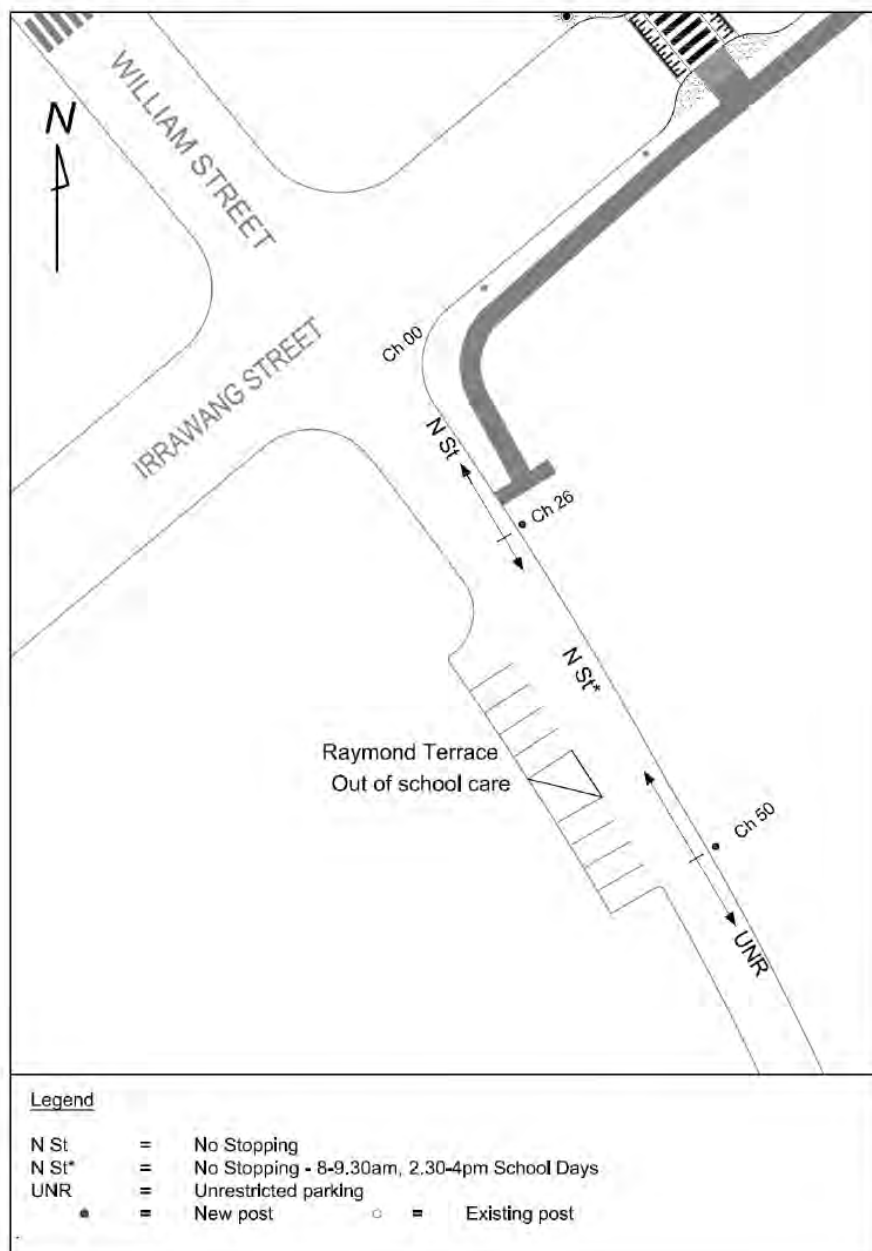 WILLIAM STREET
N
IRRAWANG STREET
Ch 00
N St
Ch 26
N St*
Raymond Terrace
Out of school care
Ch 50
UNR
Legend
N St = No Stopping
N St* = No Stopping - 8-9.30am, 2.30-4pm School Days
UNR = Unrestricted parking
= New post = Existing post